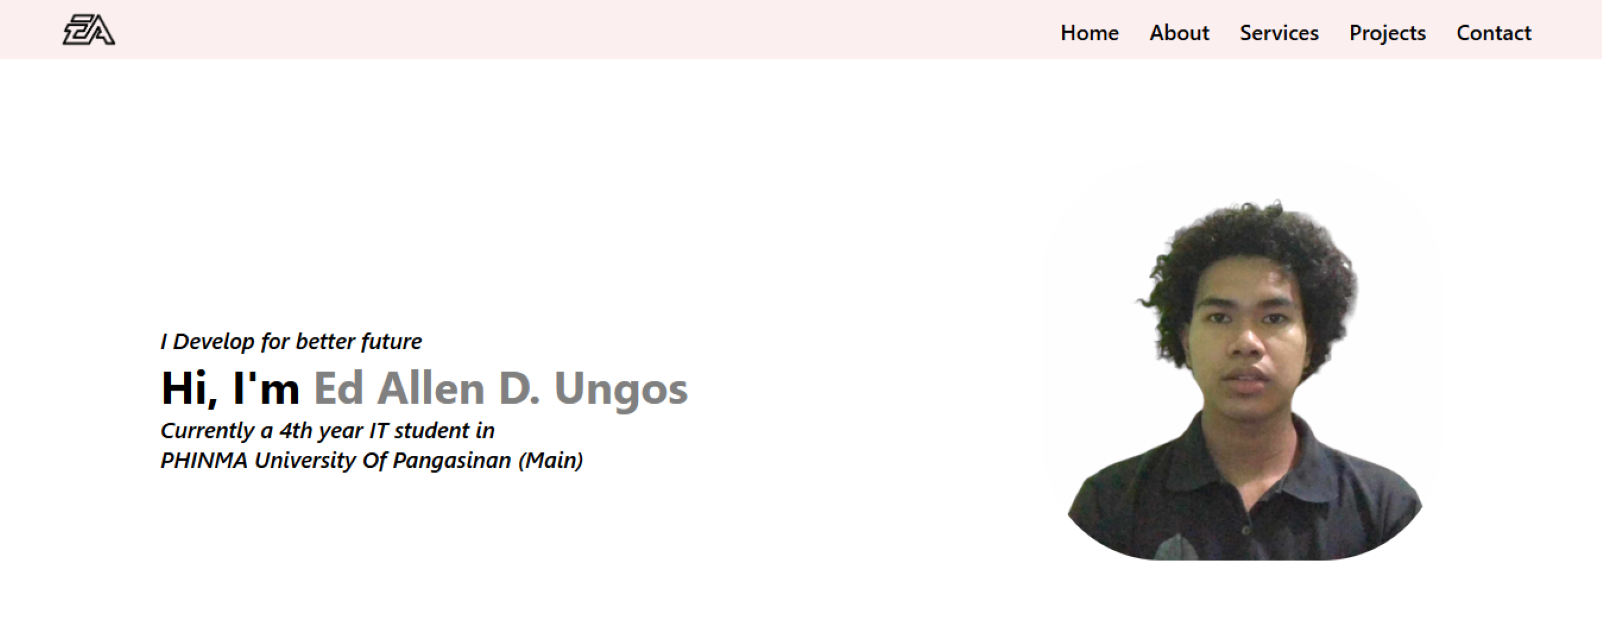 EA
Home About Services Projects Contact
I Develop for better future
Hi, I'm Ed Allen D. Ungos
Currently a 4th year IT student in
PHINMA University Of Pangasinan (Main)